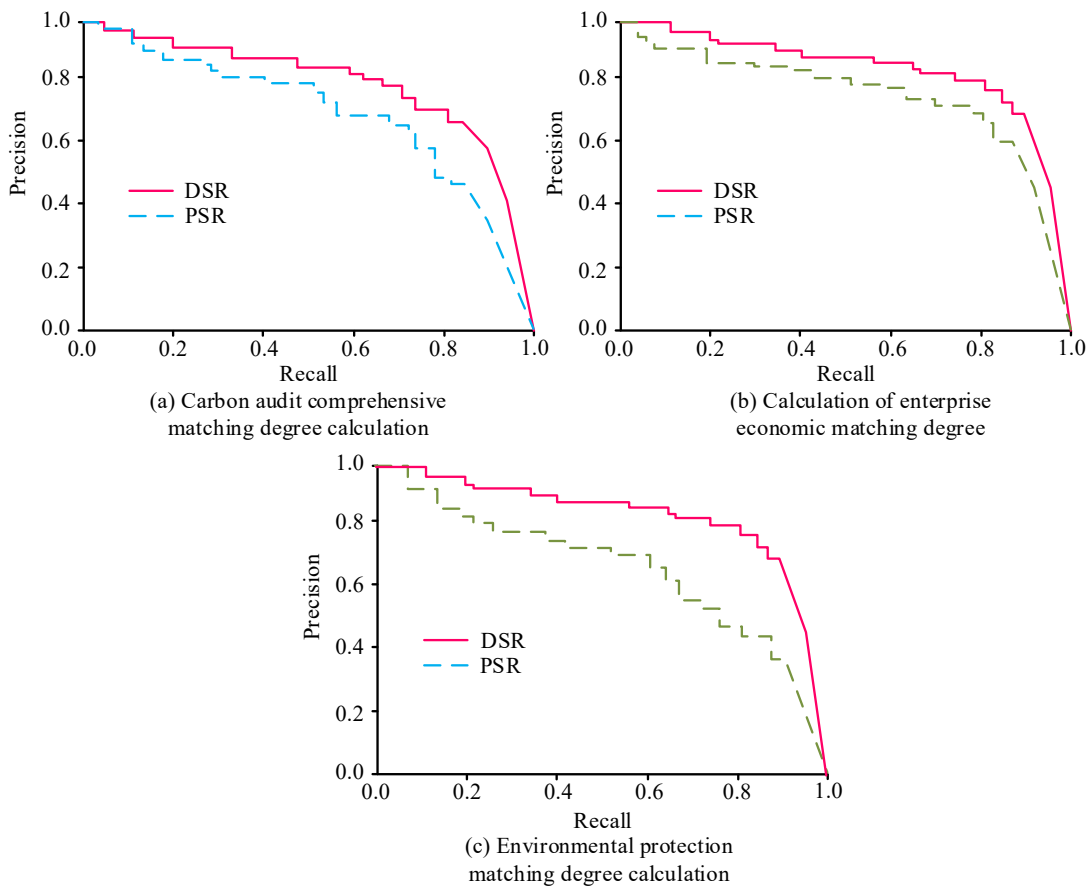 1.0
0.8
0.6
0.4
0.2
0.0
Precision
DSR
PSR
0.0 0.2 0.4 0.6 0.8 1.0
Recall
(a) Carbon audit comprehensive
matching degree calculation
1.0
0.8
0.6
0.4
0.2
0.0
Precision
DSR
PSR
0.0 0.2 0.4 0.6 0.8 1.0
Recall
(b) Calculation of enterprise
economic matching degree
1.0
0.8
0.6
0.4
0.2
0.0
Precision
DSR
PSR
0.0 0.2 0.4 0.6 0.8 1.0
Recall
(c) Environmental protection
matching degree calculation